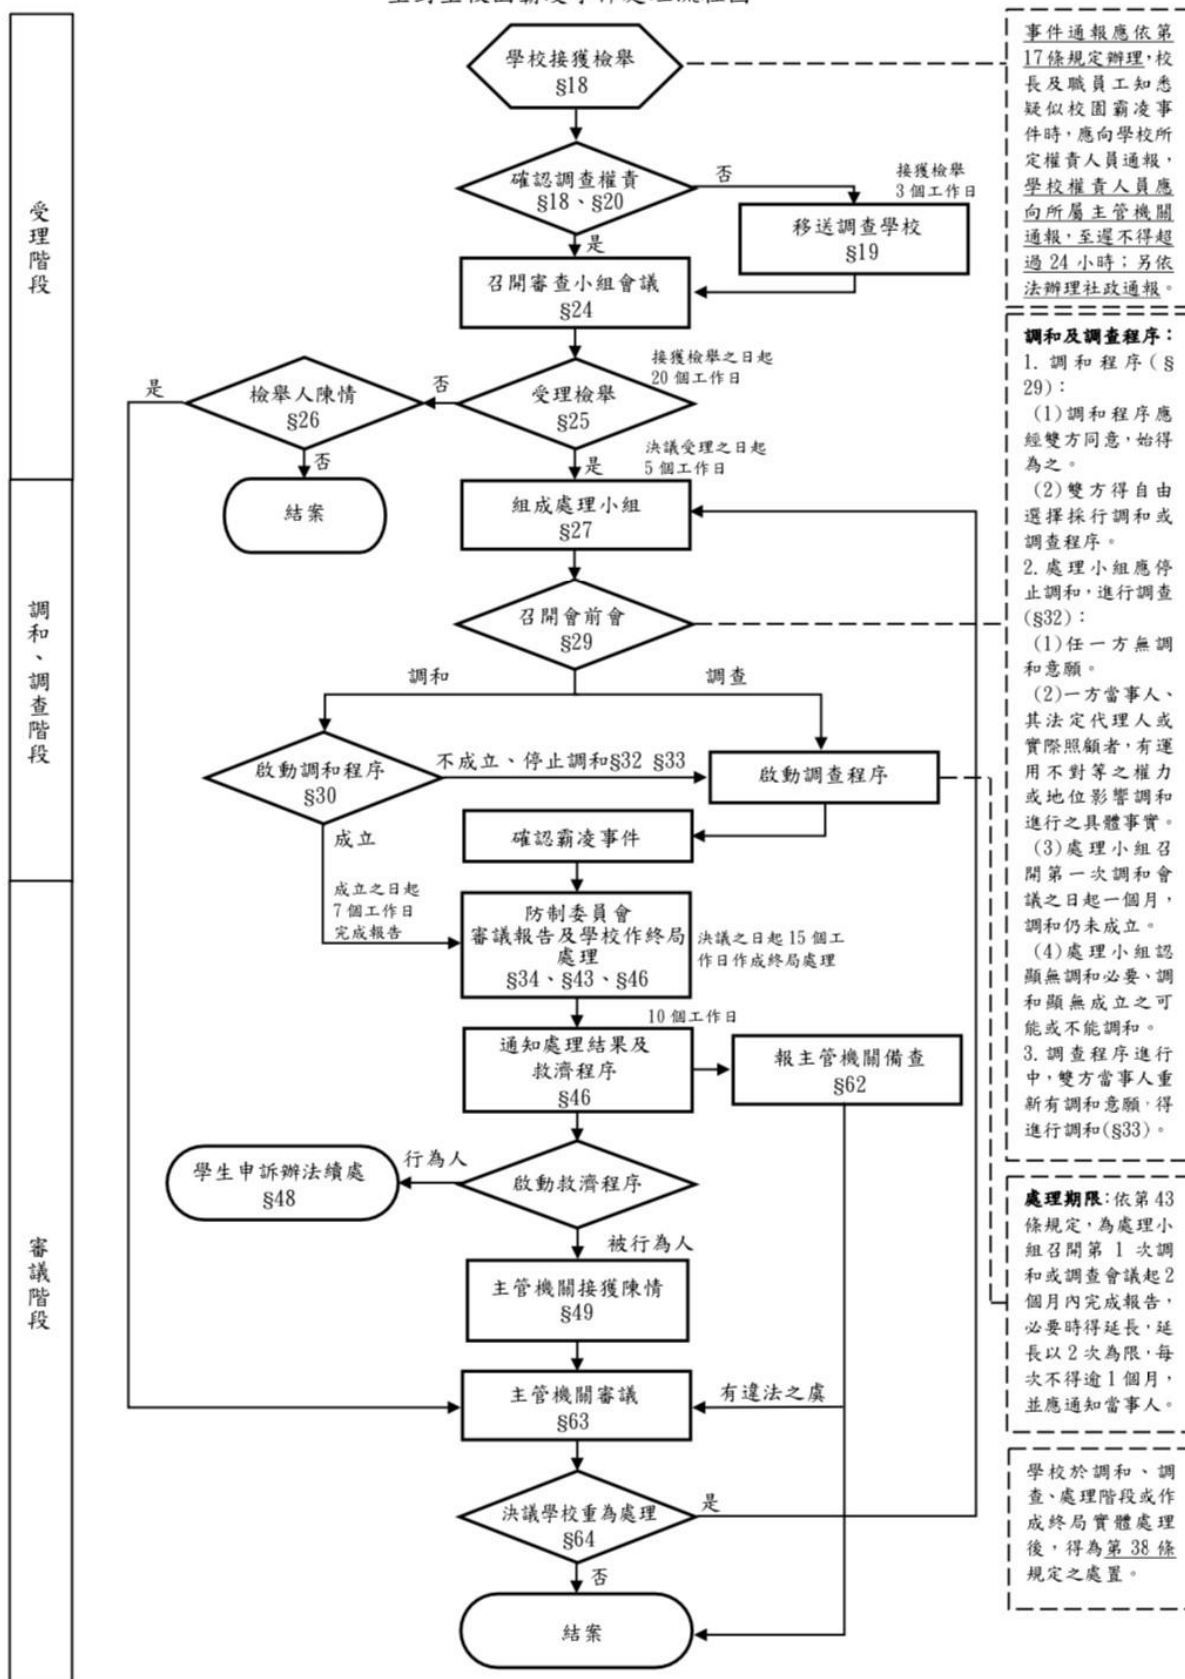 學校接獲檢舉
§18
確認調查權責
§18、§20
否
接獲檢舉
3 個工作日
移送調查學校
§19
是
召開審查小組會議
§24
接獲檢舉之日起
20 個工作日
受理檢舉
§25
否
檢舉人陳情
§26
是
否
結案
決議受理之日起
5 個工作日
是
組成處理小組
§27
召開會前會
§29
調和
調查
啟動調和程序
§30
不成立、停止調和§32 §33
啟動調查程序
成立
確認霸凌事件
成立之日起
7 個工作日
完成報告
防制委員會
審議報告及學校作終局
處理
§34、§43、§46
決議之日起 15 個工
作日作成終局處理
10 個工作日
通知處理結果及
救濟程序
§46
報主管機關備查
§62
啟動救濟程序
行為人
學生申訴辦法續處
§48
被行為人
主管機關接獲陳情
§49
主管機關審議
§63
有違法之虞
決議學校重為處理
§64
是
否
結案
受理階段
調和、調查階段
審議階段
事件通報應依第
17條規定辦理，校
長及職員工知悉
疑似校園霸凌事
件時，應向學校所
定權責人員通報，
學校權責人員應
向所屬主管機關
通報，至遲不得超
過 24 小時；另依
法辦理社政通報。
調和及調查程序：
1. 調和程序(§
29)：
(1)調和程序應
經雙方同意，始得
為之。
(2)雙方得自由
選擇採行調和或
調查程序。
2. 處理小組應停
止調和，進行調查
(§32)：
(1)任一方無調
和意願。
(2)一方當事人、
其法定代理人或
實際照顧者，有運
用不對等之權力
或地位影響調和
進行之具體事實。
(3)處理小組召
開第一次調和會
議之日起一個月，
調和仍未成立。
(4)處理小組認
顯無調和必要、調
和顯無成立之可
能或不能調和。
3. 調查程序進行
中，雙方當事人重
新有調和意願，得
進行調和(§33)。
處理期限：依第 43
條規定，為處理小
組召開第 1 次調
和或調查會議起 2
個月內完成報告，
必要時得延長，延
長以 2 次為限，每
次不得逾 1 個月，
並應通知當事人。
學校於調和、調
查、處理階段或作
成終局實體處理
後，得為第 38 條
規定之處置。